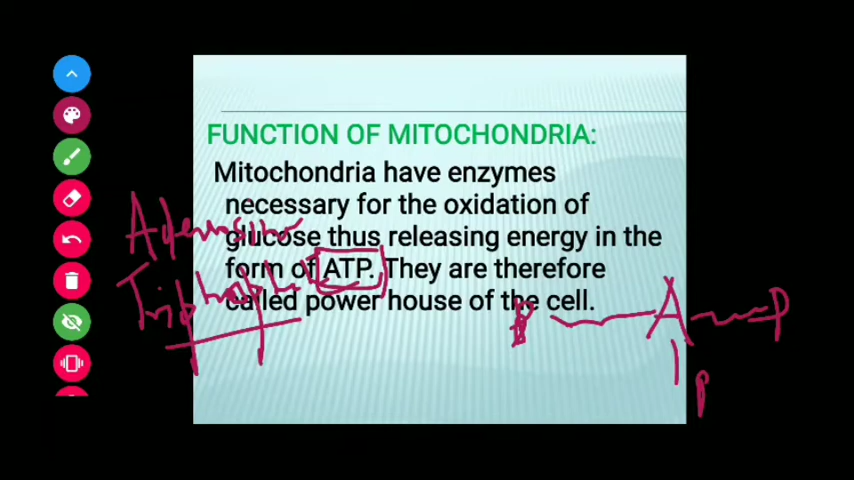 FUNCTION OF MITOCHONDRIA:
Mitochondria have enzymes
necessary for the oxidation of
glucose thus releasing energy in the
form of ATP. They are therefore
called power house of the cell.
P A P
P